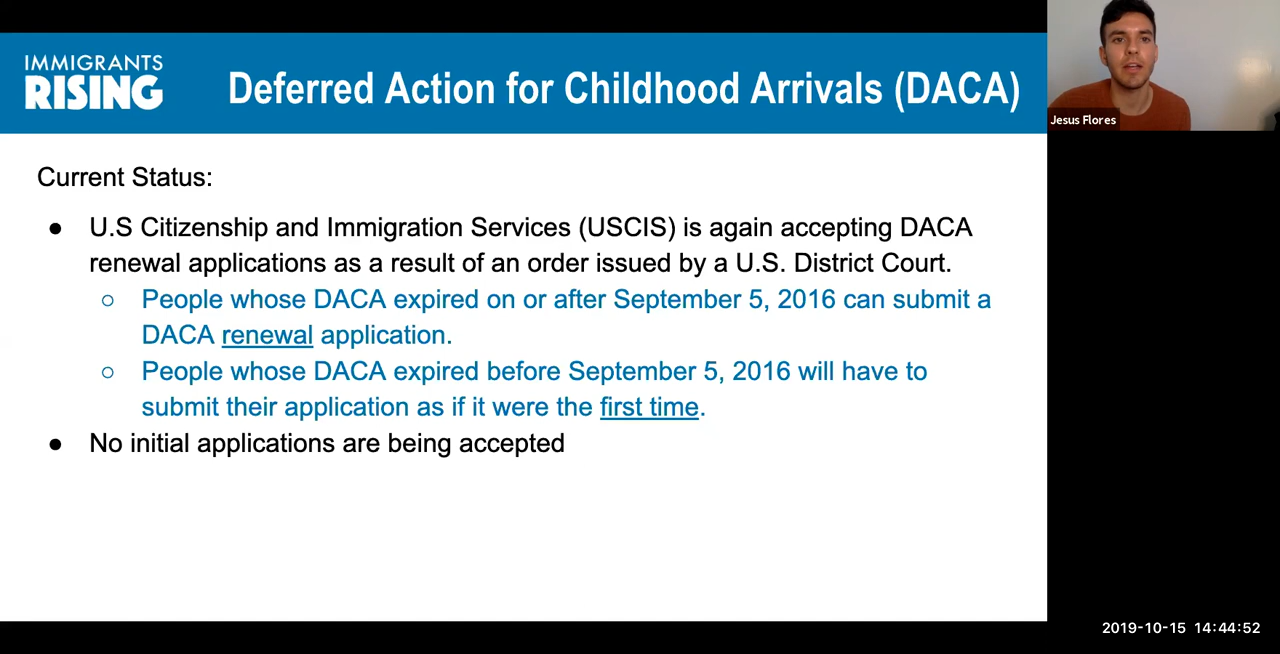 IMMIGRANTS
RISING
Deferred Action for Childhood Arrivals (DACA)
Jesus Flores
Current Status:
● U.S Citizenship and Immigration Services (USCIS) is again accepting DACA
renewal applications as a result of an order issued by a U.S. District Court.
○ People whose DACA expired on or after September 5, 2016 can submit a
DACA renewal application.
○ People whose DACA expired before September 5, 2016 will have to
submit their application as if it were the first time.
● No initial applications are being accepted
2019-10-15 14:44:52